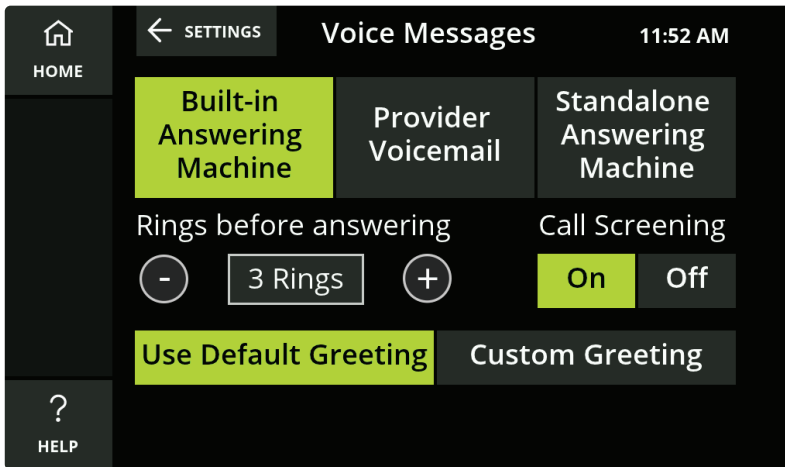 HOME
SETTINGS
Voice Messages
11:52 AM
Built-in
Answering
Machine
Provider
Voicemail
Standalone
Answering
Machine
Rings before answering
Call Screening
-
3 Rings
+
On
Off
Use Default Greeting
Custom Greeting
?
HELP